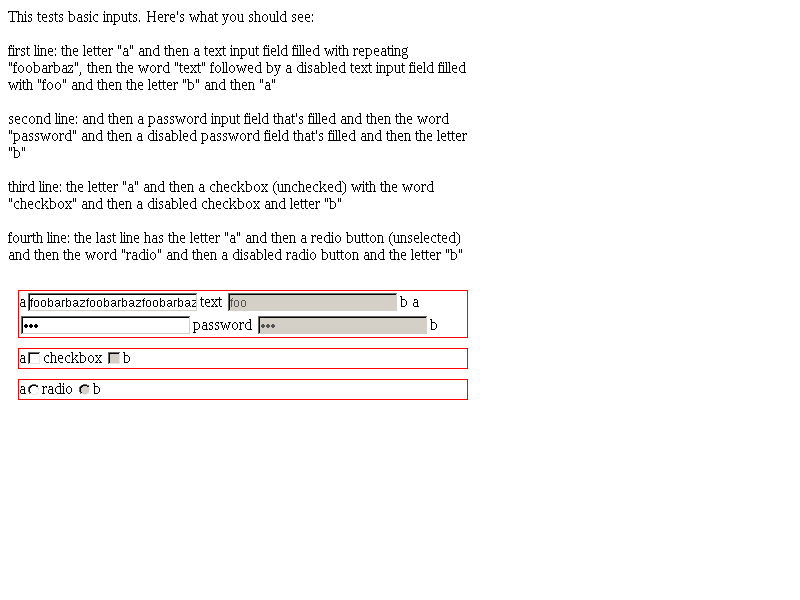 This tests basic inputs. Here's what you should see:
first line: the letter "a" and then a text input field filled with repeating
"foobarbaz", then the word "text" followed by a disabled text input field filled
with "foo" and then the letter "b" and then "a"
second line: and then a password input field that's filled and then the word
"password" and then a disabled password field that's filled and then the letter
"b"
third line: the letter "a" and then a checkbox (unchecked) with the word
"checkbox" and then a disabled checkbox and letter "b"
fourth line: the last line has the letter "a" and then a redio button (unselected)
and then the word "radio" and then a disabled radio button and the letter "b"
a foobarbazfoobarbazfoobarbaz text foo b a
••• password ••• b
a checkbox b
a radio b